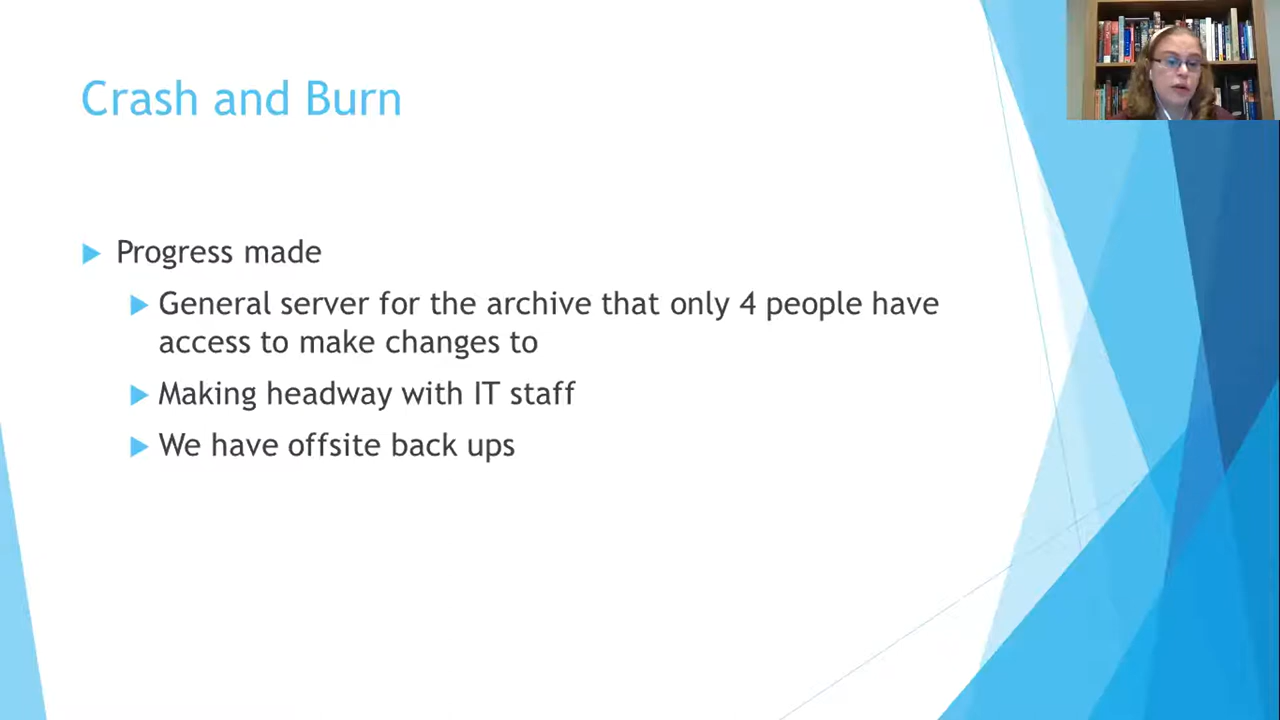 Crash and Burn
Progress made
General server for the archive that only 4 people have
access to make changes to
Making headway with IT staff
We have offsite back ups